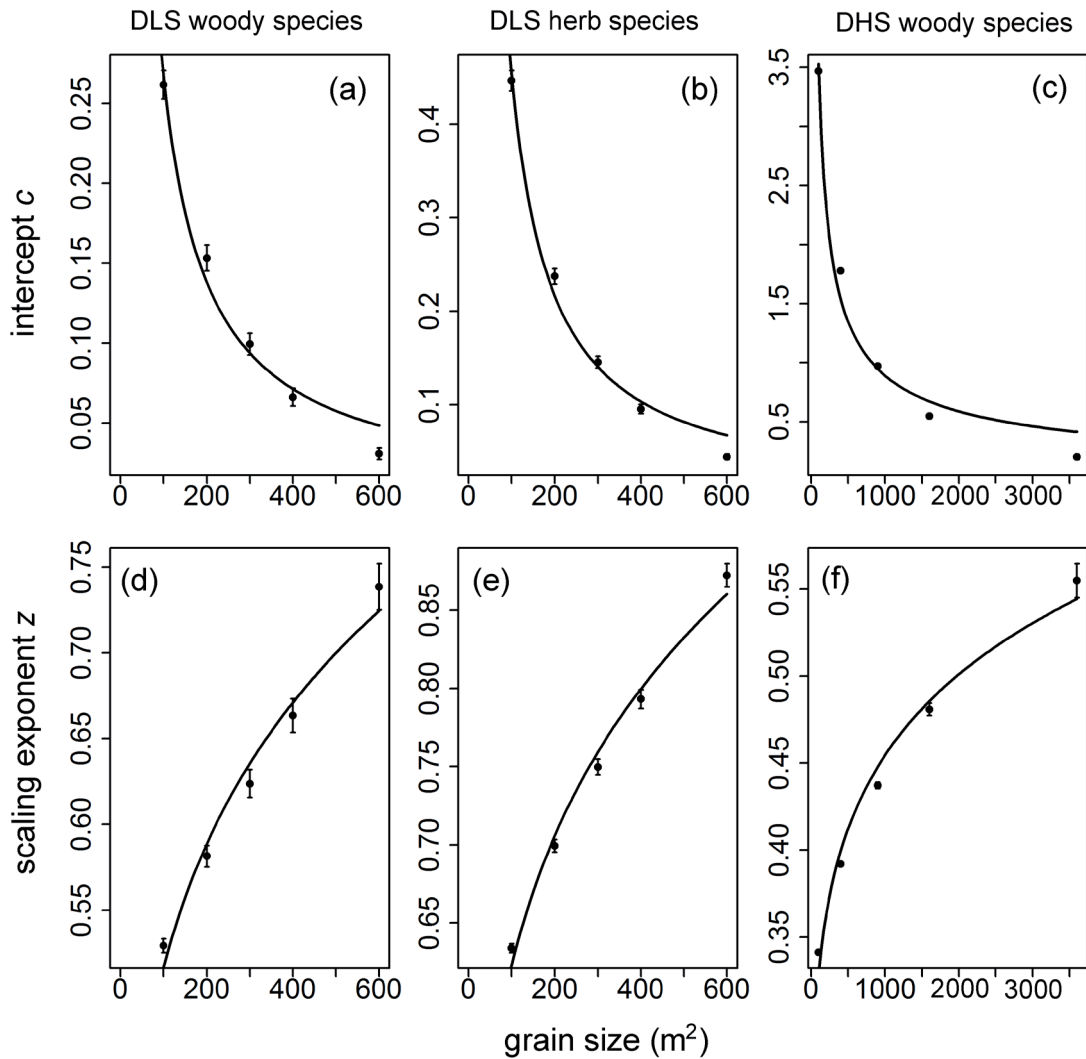 DLS woody species DLS herb species DHS woody species
intercept c
(a)
0.25
0.20
0.15
0.10
0.05
0 200 400 600
(b)
0.4
0.3
0.2
0.1
0 200 400 600
(c)
3.5
2.5
1.5
0.5
0 1000 2000 3000
scaling exponent z
(d)
0.75
0.70
0.65
0.60
0.55
0 200 400 600
(e)
0.85
0.80
0.75
0.70
0.65
0 200 400 600
(f)
0.55
0.50
0.45
0.40
0.35
0 1000 2000 3000
grain size (m²)